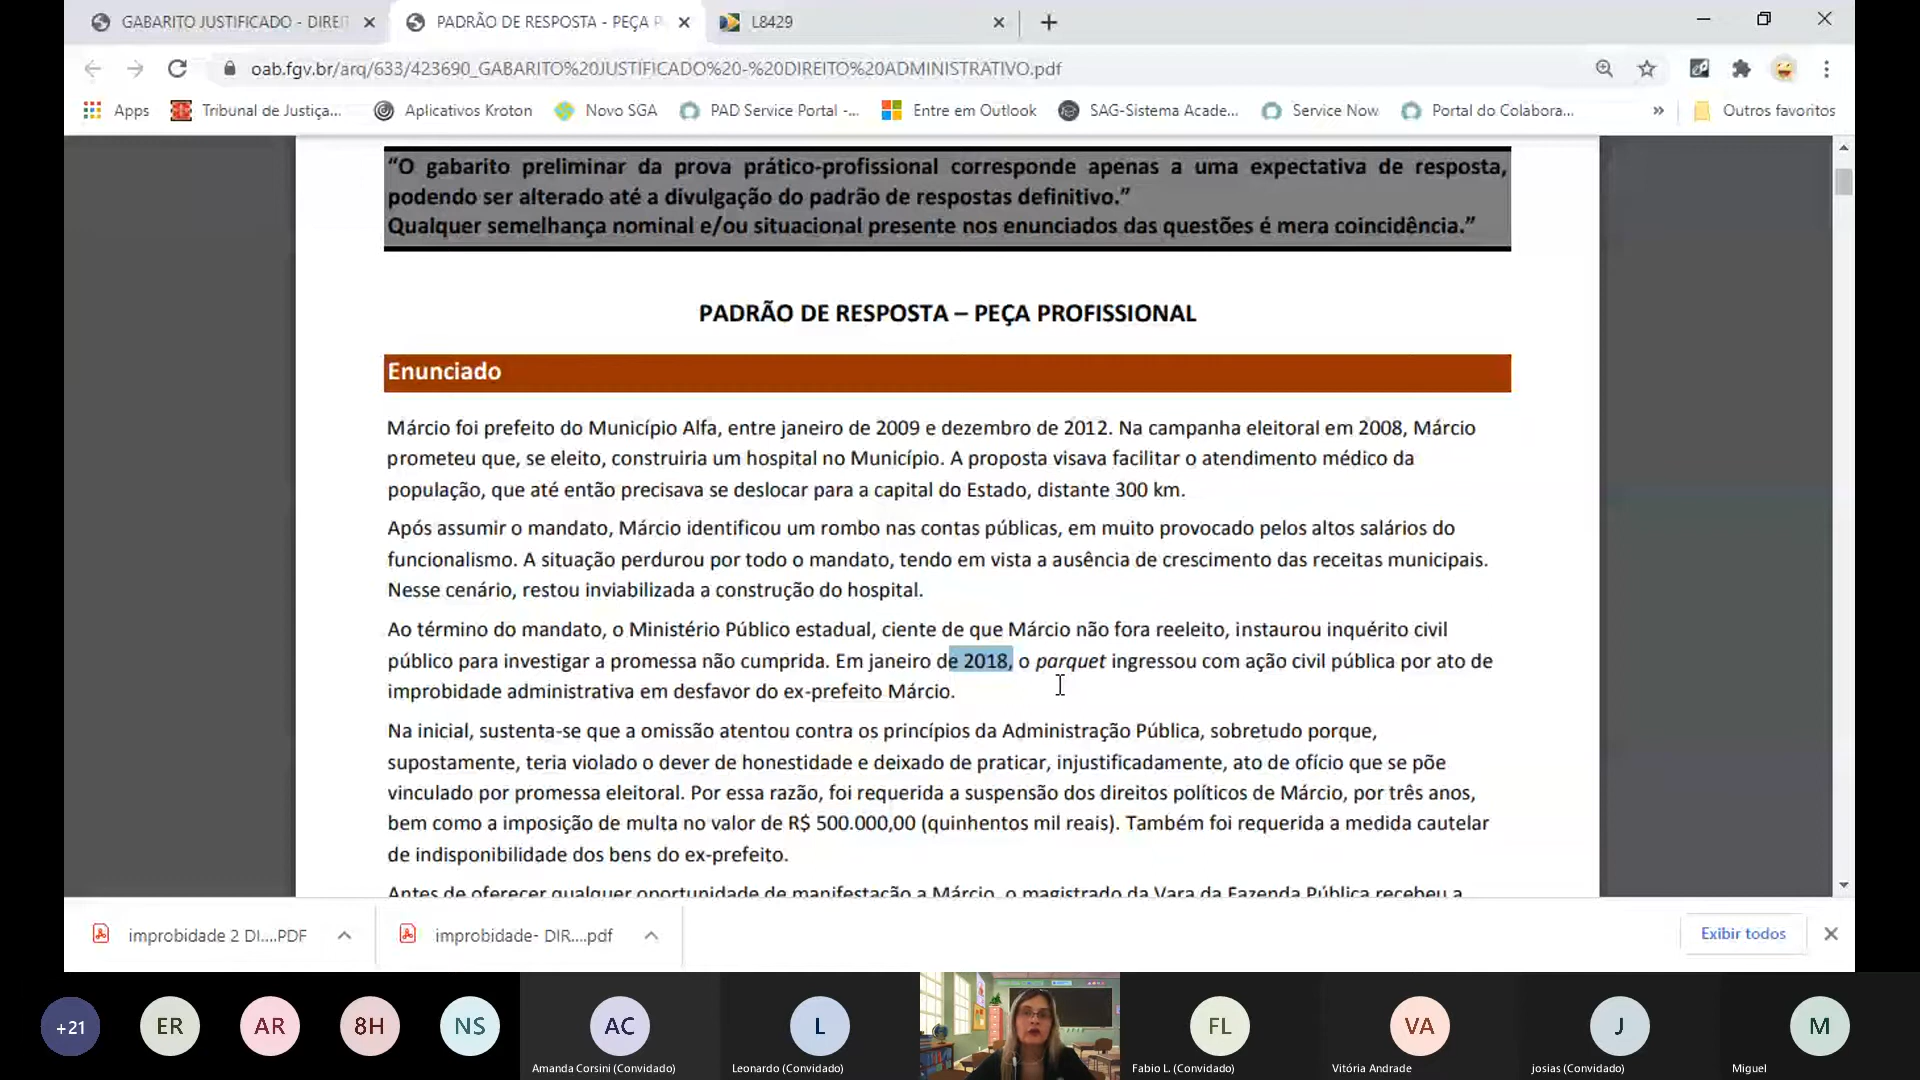 GABARITO JUSTIFICADO - DIREI
PADRÃO DE RESPOSTA - PEÇA P
L8429
oab.fgv.br/arq/633/423690_GABARITO%20JUSTIFICADO%20-%20DIREITO%20ADMINISTRATIVO.pdf
Apps
Tribunal de Justiça...
Aplicativos Kroton
Novo SGA
PAD Service Portal -...
Entre em Outlook
SAG-Sistema Acade...
Service Now
Portal do Colabora...
»
Outros favoritos
“O gabarito preliminar da prova prático-profissional corresponde apenas a uma expectativa de resposta,
podendo ser alterado até a divulgação do padrão de respostas definitivo.”
Qualquer semelhança nominal e/ou situacional presente nos enunciados das questões é mera coincidência.”
PADRÃO DE RESPOSTA – PEÇA PROFISSIONAL
Enunciado
Márcio foi prefeito do Município Alfa, entre janeiro de 2009 e dezembro de 2012. Na campanha eleitoral em 2008, Márcio
prometeu que, se eleito, construiria um hospital no Município. A proposta visava facilitar o atendimento médico da
população, que até então precisava se deslocar para a capital do Estado, distante 300 km.
Após assumir o mandato, Márcio identificou um rombo nas contas públicas, em muito provocado pelos altos salários do
funcionalismo. A situação perdurou por todo o mandato, tendo em vista a ausência de crescimento das receitas municipais.
Nesse cenário, restou inviabilizada a construção do hospital.
Ao término do mandato, o Ministério Público estadual, ciente de que Márcio não fora reeleito, instaurou inquérito civil
público para investigar a promessa não cumprida. Em janeiro de 2018, o parquet ingressou com ação civil pública por ato de
improbidade administrativa em desfavor do ex-prefeito Márcio.
Na inicial, sustenta-se que a omissão atentou contra os princípios da Administração Pública, sobretudo porque,
supostamente, teria violado o dever de honestidade e deixado de praticar, injustificadamente, ato de ofício que se põe
vinculado por promessa eleitoral. Por essa razão, foi requerida a suspensão dos direitos políticos de Márcio, por três anos,
bem como a imposição de multa no valor de R$ 500.000,00 (quinhentos mil reais). Também foi requerida a medida cautelar
de indisponibilidade dos bens do ex-prefeito.
Antes de oferecer qualquer oportunidade de manifestação a Márcio, o magistrado da Vara da Fazenda Pública recebeu a
improbidade 2 DI....PDF
improbidade- DIR....pdf
Exibir todos
+21
ER
AR
8H
NS
AC
L
FL
VA
J
M
Amanda Corsini (Convidado)
Leonardo (Convidado)
Fabio L. (Convidado)
Vitória Andrade
josias (Convidado)
Miguel